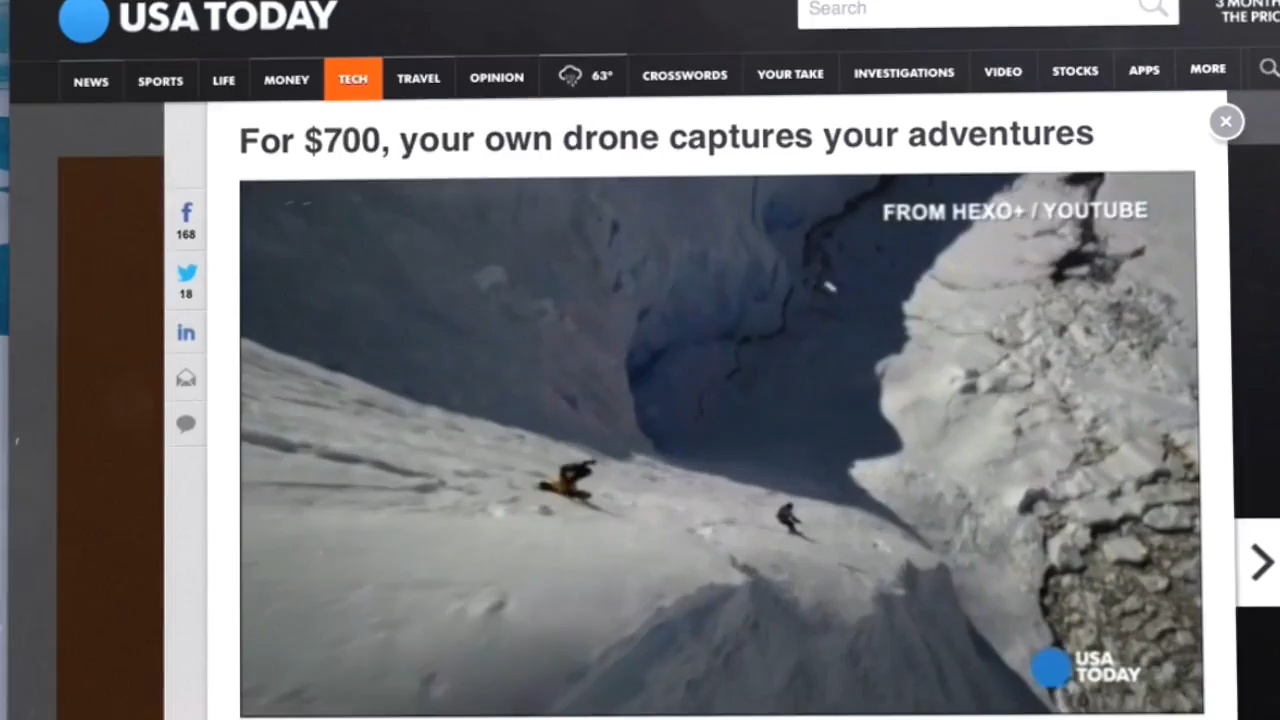 USA TODAY
Search
3 MONTH
THE PRIC
NEWS
SPORTS
LIFE
MONEY
TECH
TRAVEL
OPINION
63°
CROSSWORDS
YOUR TAKE
INVESTIGATIONS
VIDEO
STOCKS
APPS
MORE
For $700, your own drone captures your adventures
FROM HEXO+ / YOUTUBE
f
168
18
in
USA
TODAY